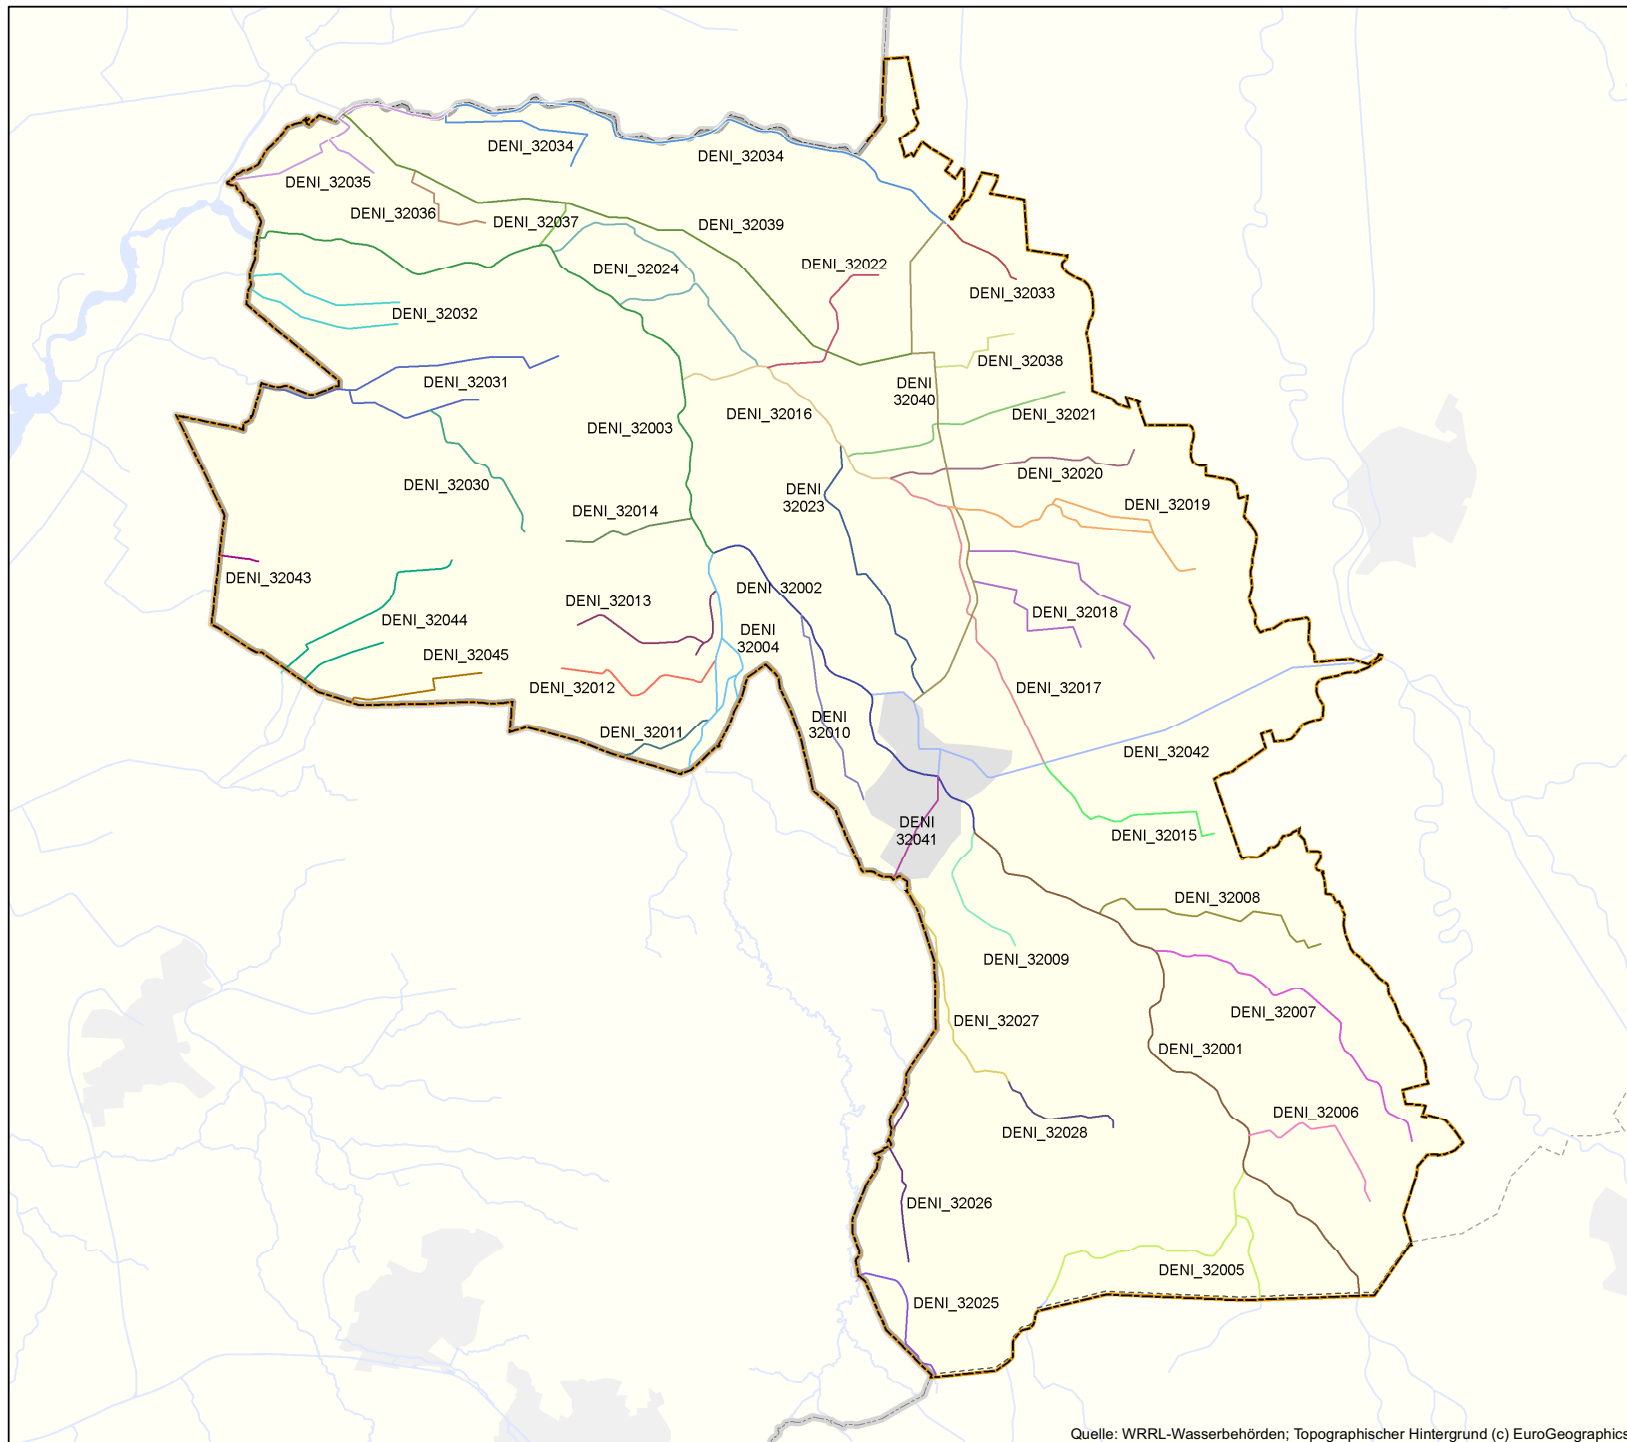 DENI_32034
DENI_32034
DENI_32035
DENI_32036
DENI_32037
DENI_32039
DENI_32024
DENI_32022
DENI_32033
DENI_32032
DENI_32038
DENI_32031
DENI
32040
DENI_32003
DENI_32016
DENI_32021
DENI_32030
DENI
32023
DENI_32020
DENI_32019
DENI_32014
DENI_32043
DENI_32013
DENI_32002
DENI_32044
DENI
32004
DENI_32018
DENI_32045
DENI_32012
DENI_32017
DENI_32011
DENI
32010
DENI_32042
DENI
32041
DENI_32015
DENI_32008
DENI_32009
DENI_32007
DENI_32027
DENI_32001
DENI_32006
DENI_32028
DENI_32026
DENI_32005
DENI_32025
Quelle: WRRL-Wasserbehörden; Topographischer Hintergrund (c) EuroGeographics